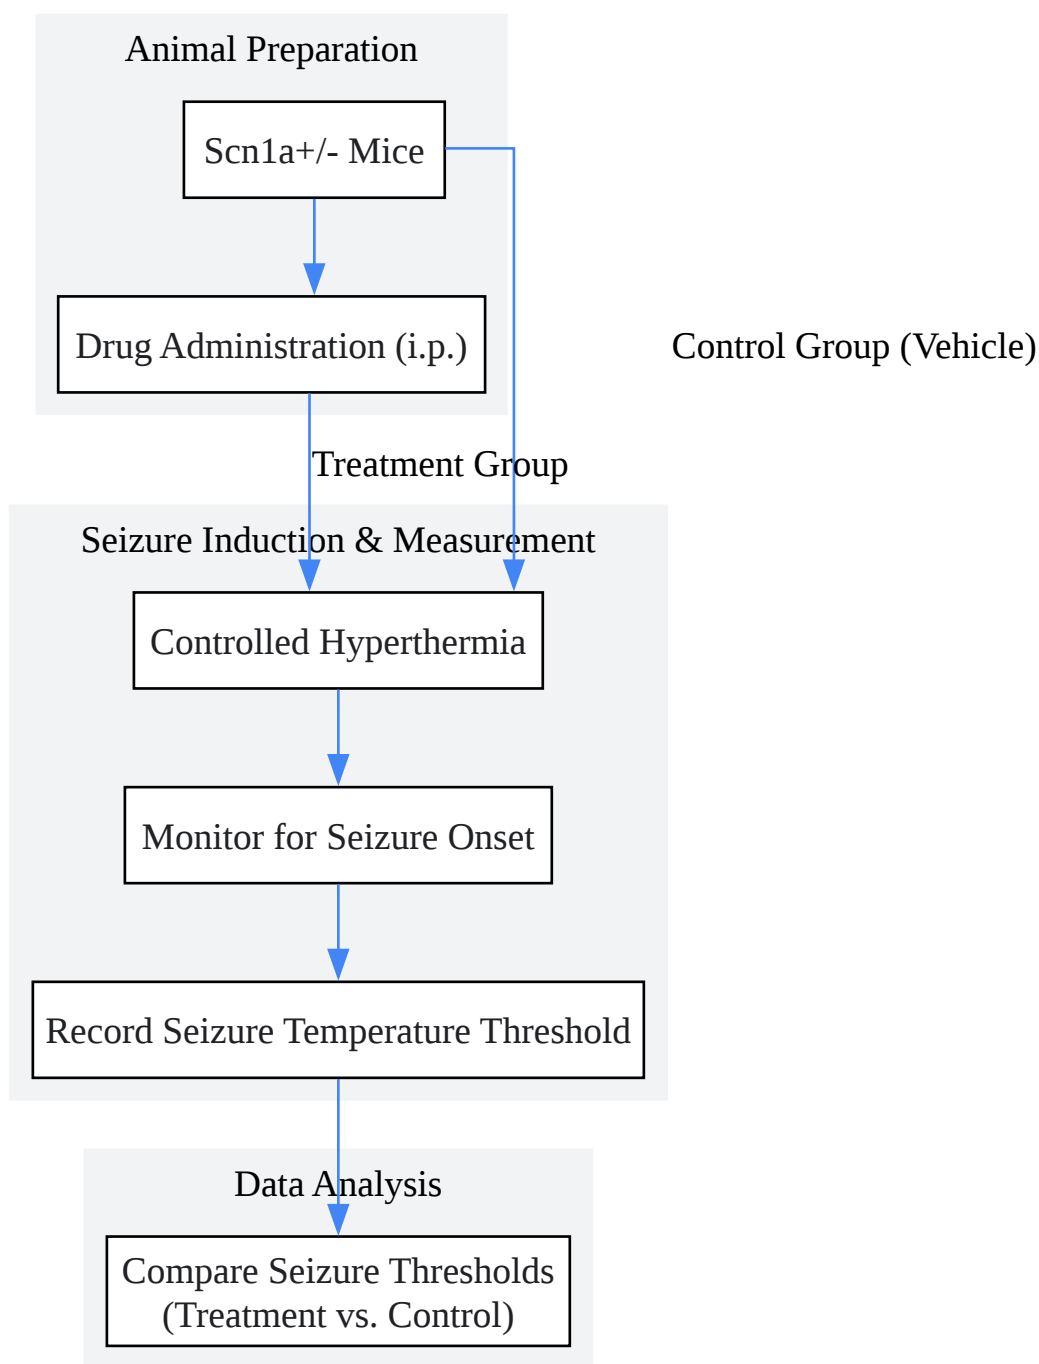 Animal Preparation
Scn1a+/- Mice
Drug Administration (i.p.)
Control Group (Vehicle)
Treatment Group
Seizure Induction & Measurement
Controlled Hyperthermia
Monitor for Seizure Onset
Record Seizure Temperature Threshold
Data Analysis
Compare Seizure Thresholds
(Treatment vs. Control)